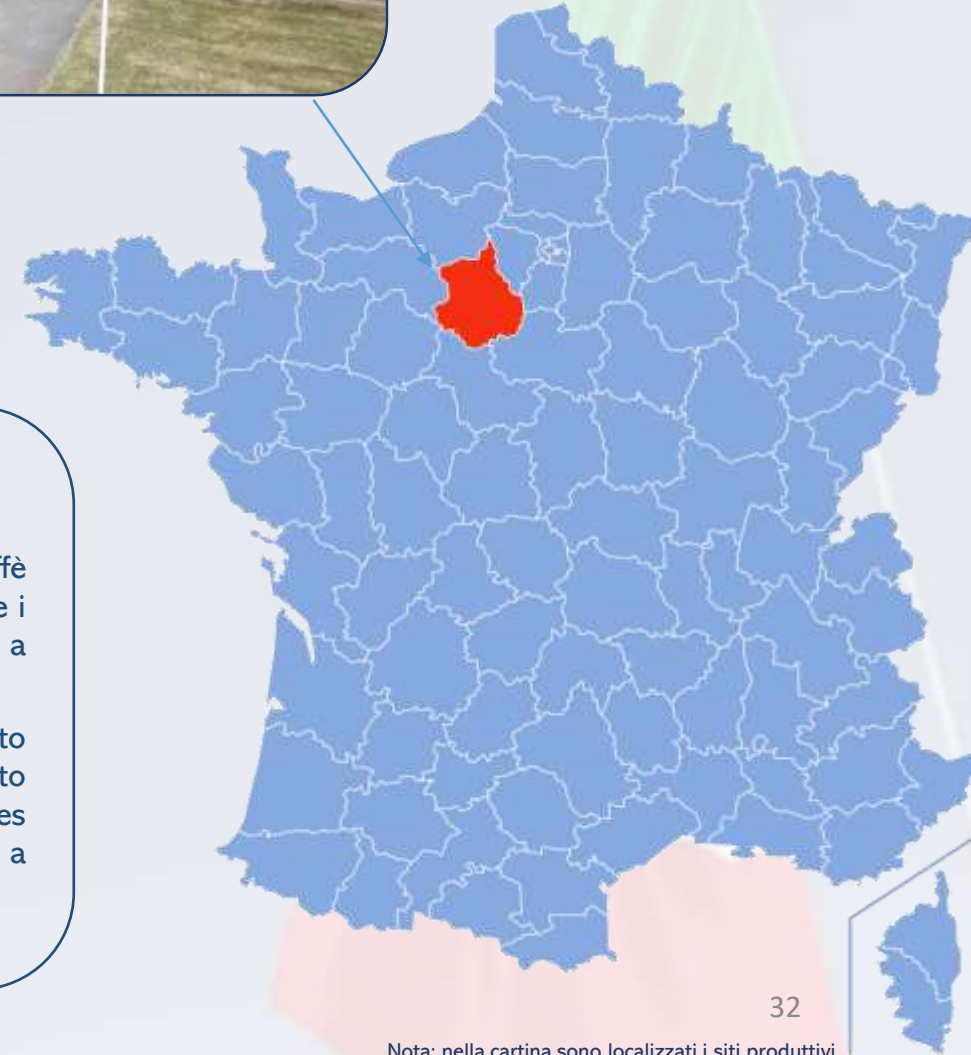 ffè
e i
a
to
to
es
a
32
Nota: nella cartina sono localizzati i siti produttivi